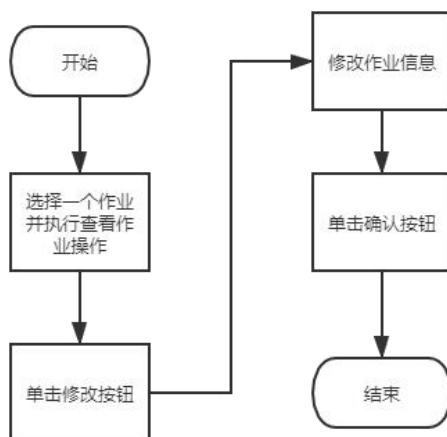 开始
选择一个作业
并执行查看作
业操作
单击修改按钮
修改作业信息
单击确认按钮
结束